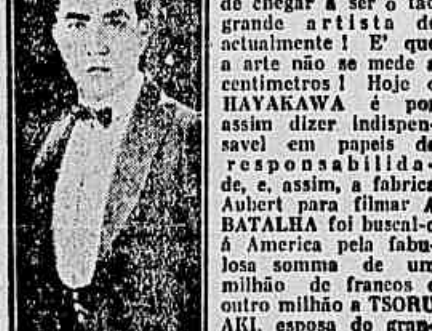 de chegar a ser o tão
grande artista de
actualmente ! E' que
a arte não se mede a
centimetros ! Hoje
HAYAKAWA é por
assim dizer indispen-
savel em papeis de
responsabilida-
de, e, assim, a fabrica
Aubert para filmar A
BATALHA foi buscal-o
á America pela fabu-
losa somma de um
milhão de francos e
outro milhão a TSORU
AKI, esposa do gran-